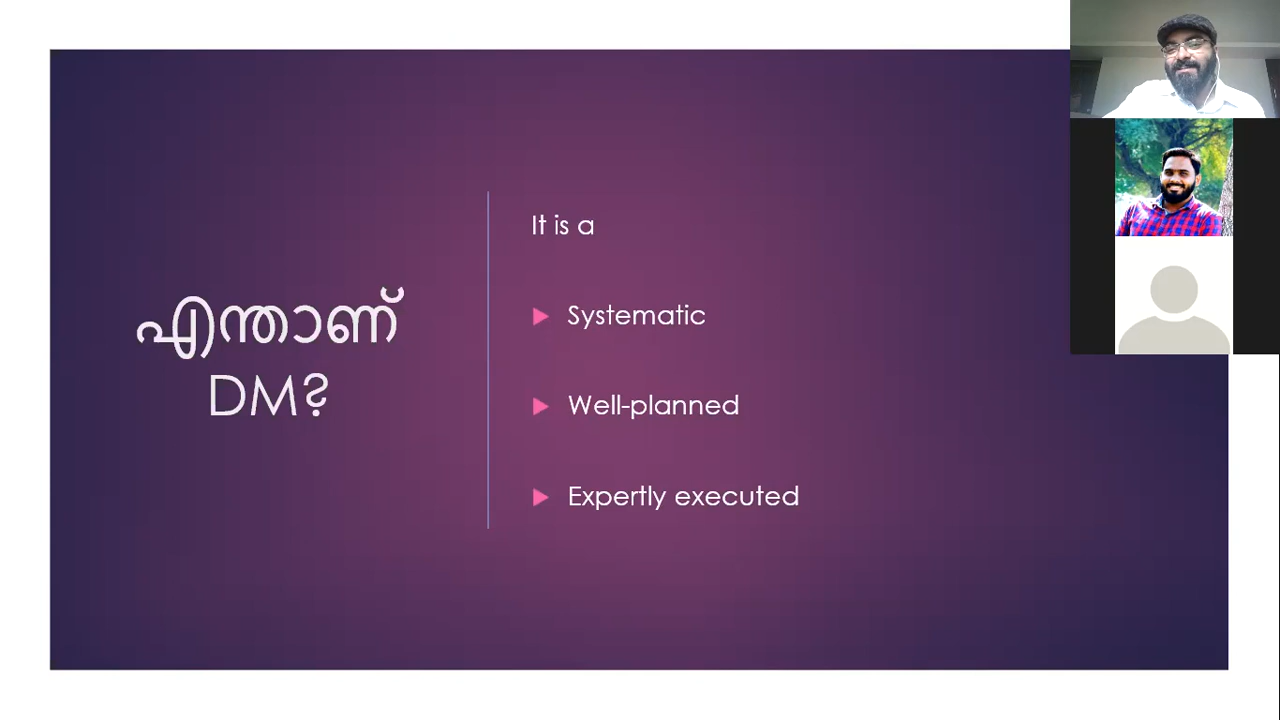 എന്താണ്
DM?
It is a
Systematic
Well-planned
Expertly executed